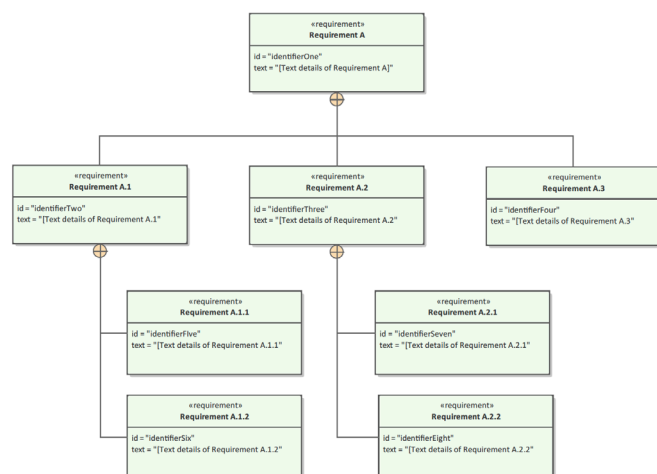 «requirement»
Requirement A
id = "identifierOne"
text = "[Text details of Requirement A]"
«requirement»
Requirement A.1
id = "identifierTwo"
text = "[Text details of Requirement A.1"
«requirement»
Requirement A.2
id = "identifierThree"
text = "[Text details of Requirement A.2"
«requirement»
Requirement A.3
id = "identifierFour"
text = "[Text details of Requirement A.3"
«requirement»
Requirement A.1.1
id = "identifierFIve"
text = "[Text details of Requirement A.1.1"
«requirement»
Requirement A.2.1
id = "identifierSeven"
text = "[Text details of Requirement A.2.1"
«requirement»
Requirement A.1.2
id = "identifierSix"
text = "[Text details of Requirement A.1.2"
«requirement»
Requirement A.2.2
id = "identifierEight"
text = "[Text details of Requirement A.2.2"